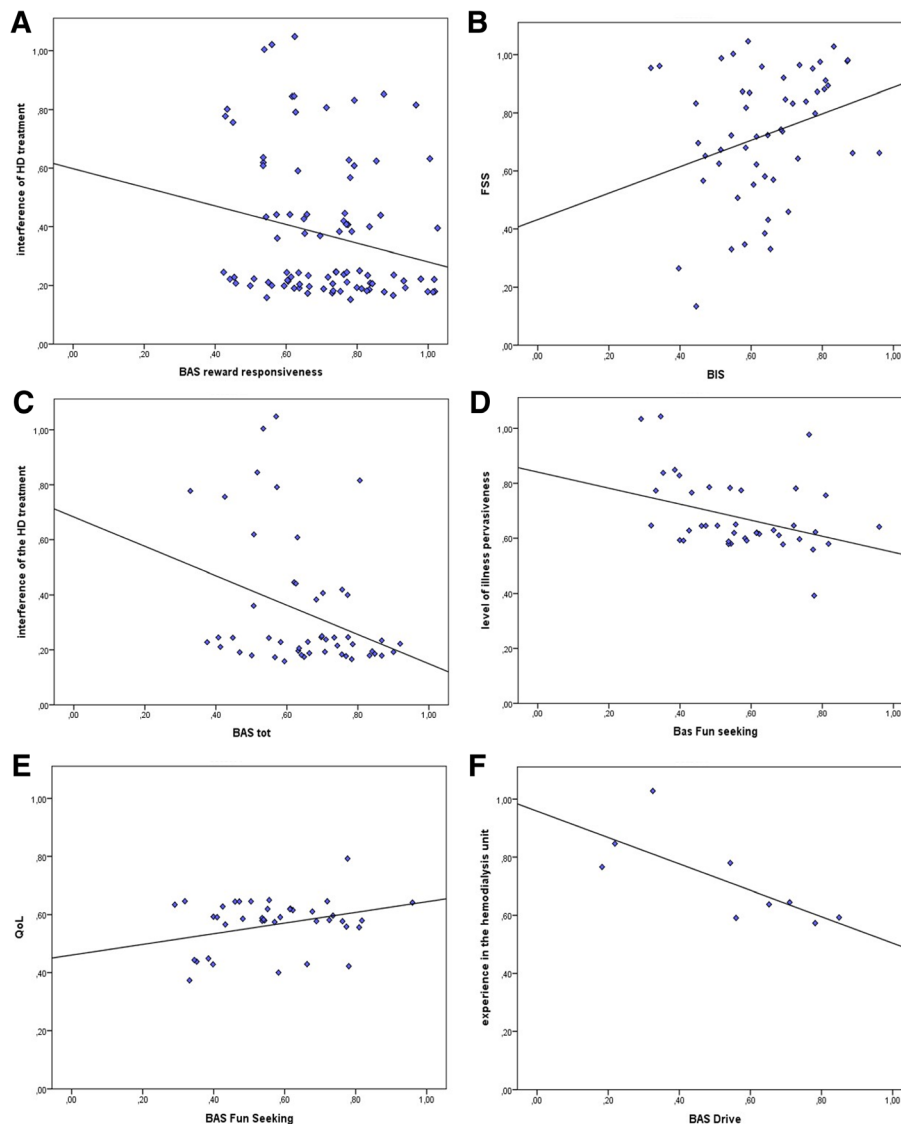 A
interference of HD treatment
1,00
,80
,60
,40
,20
,00
,00 ,20 ,40 ,60 ,80 1,00
BAS reward responsiveness
B
FSS
1,00
,80
,60
,40
,20
,00
,00 ,20 ,40 ,60 ,80 1,00
BIS
C
interference of the HD treatment
1,00
,80
,60
,40
,20
,00
,00 ,20 ,40 ,60 ,80 1,00
BAS tot
D
level of illness pervasiveness
1,00
,80
,60
,40
,20
,00
,00 ,20 ,40 ,60 ,80 1,00
Bas Fun seeking
E
QoL
1,00
,80
,60
,40
,20
,00
,00 ,20 ,40 ,60 ,80 1,00
BAS Fun Seeking
F
experience in the hemodialysis unit
1,00
,80
,60
,40
,20
,00
,00 ,20 ,40 ,60 ,80 1,00
BAS Drive